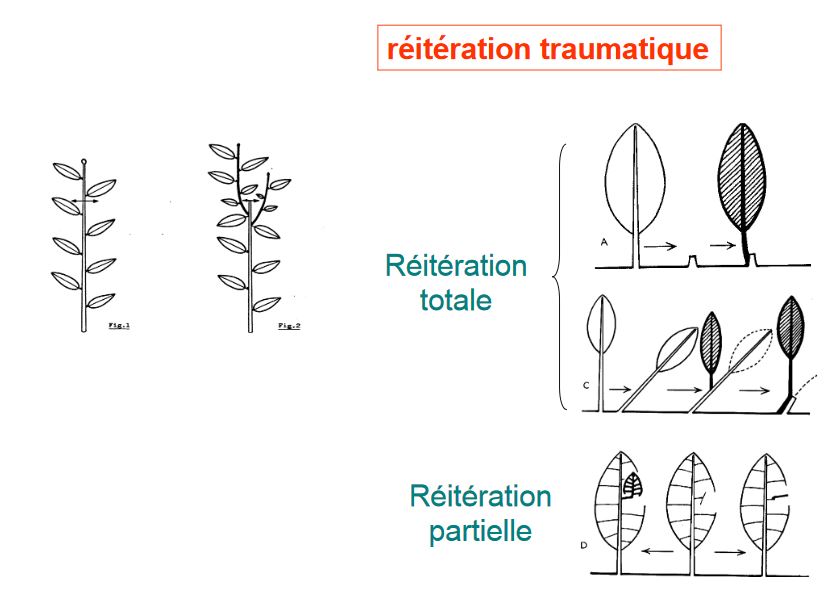 réitération traumatique
Fig.1
Fig.2
A
Réitération
totale
C
Réitération
partielle
D